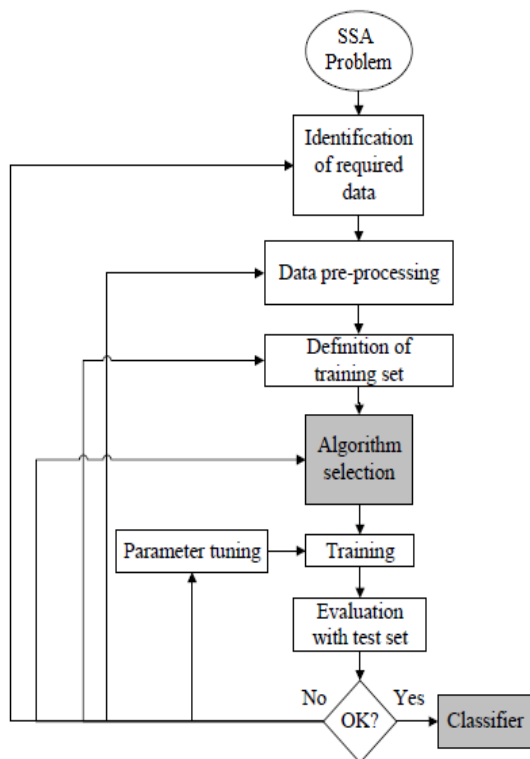 SSA
Problem
Identification
of required
data
Data pre-processing
Definition of
training set
Algorithm
selection
Parameter tuning
Training
Evaluation
with test set
No
Yes
OK?
Classifier